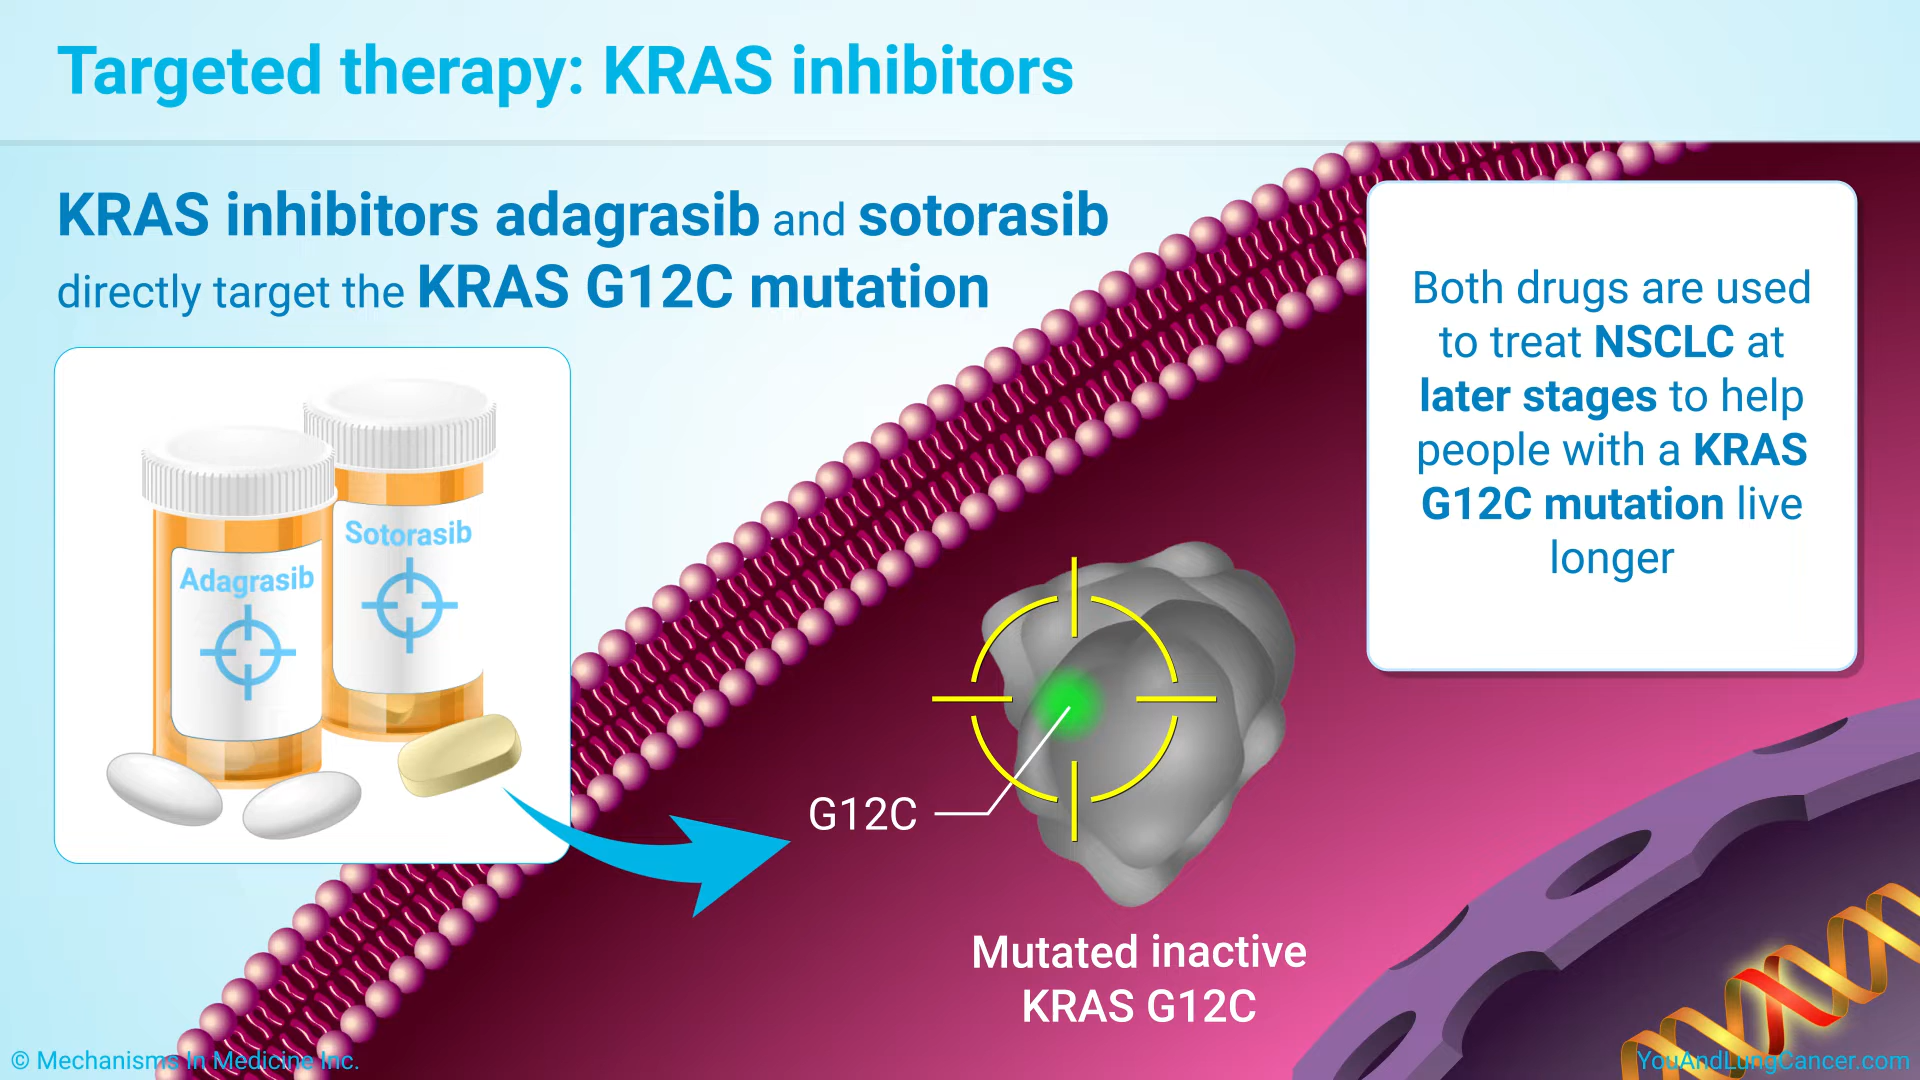 Targeted therapy: KRAS inhibitors
KRAS inhibitors adagrasib and sotorasib
directly target the KRAS G12C mutation
Both drugs are used
to treat NSCLC at
later stages to help
people with a KRAS
G12C mutation live
longer
Sotorasib
Adagrasib
G12C
Mutated inactive
KRAS G12C
© Mechanisms In Medicine Inc.
YouAndLungCancer.com